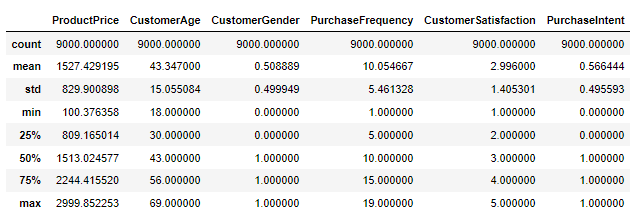 ProductPrice CustomerAge CustomerGender PurchaseFrequency CustomerSatisfaction PurchaseIntent
count 9000.000000 9000.000000 9000.000000 9000.000000 9000.000000 9000.000000
mean 1527.429195 43.347000 0.508889 10.054667 2.996000 0.566444
std 829.900898 15.055084 0.499949 5.461328 1.405301 0.495593
min 100.376358 18.000000 0.000000 1.000000 1.000000 0.000000
25% 809.165014 30.000000 0.000000 5.000000 2.000000 0.000000
50% 1513.024577 43.000000 1.000000 10.000000 3.000000 1.000000
75% 2244.415520 56.000000 1.000000 15.000000 4.000000 1.000000
max 2999.852253 69.000000 1.000000 19.000000 5.000000 1.000000